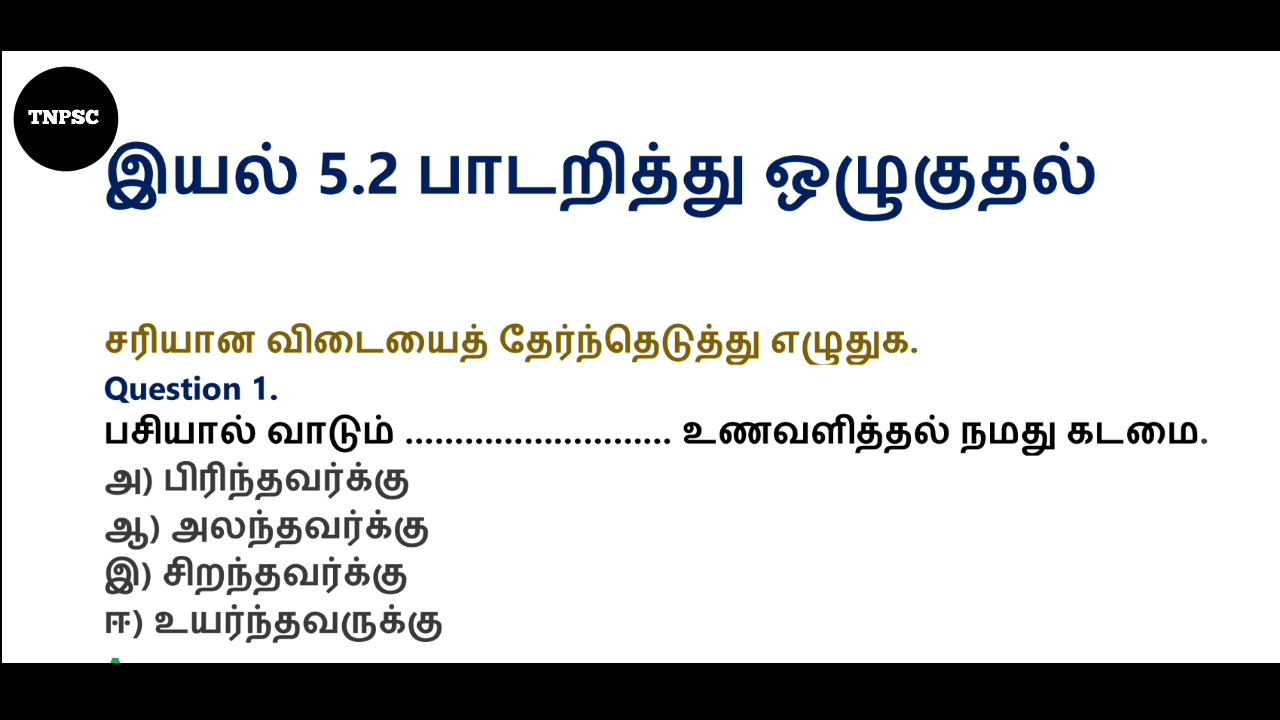 TNPSC
இயல் 5.2 பாடறித்து ஒழுகுதல்
சரியான விடையைத் தேர்ந்தெடுத்து எழுதுக.
Question 1.
பசியால் வாடும் ........................... உணவளித்தல் நமது கடமை.
அ) பிரிந்தவர்க்கு
ஆ) அலந்தவர்க்கு
இ) சிறந்தவர்க்கு
ஈ) உயர்ந்தவருக்கு